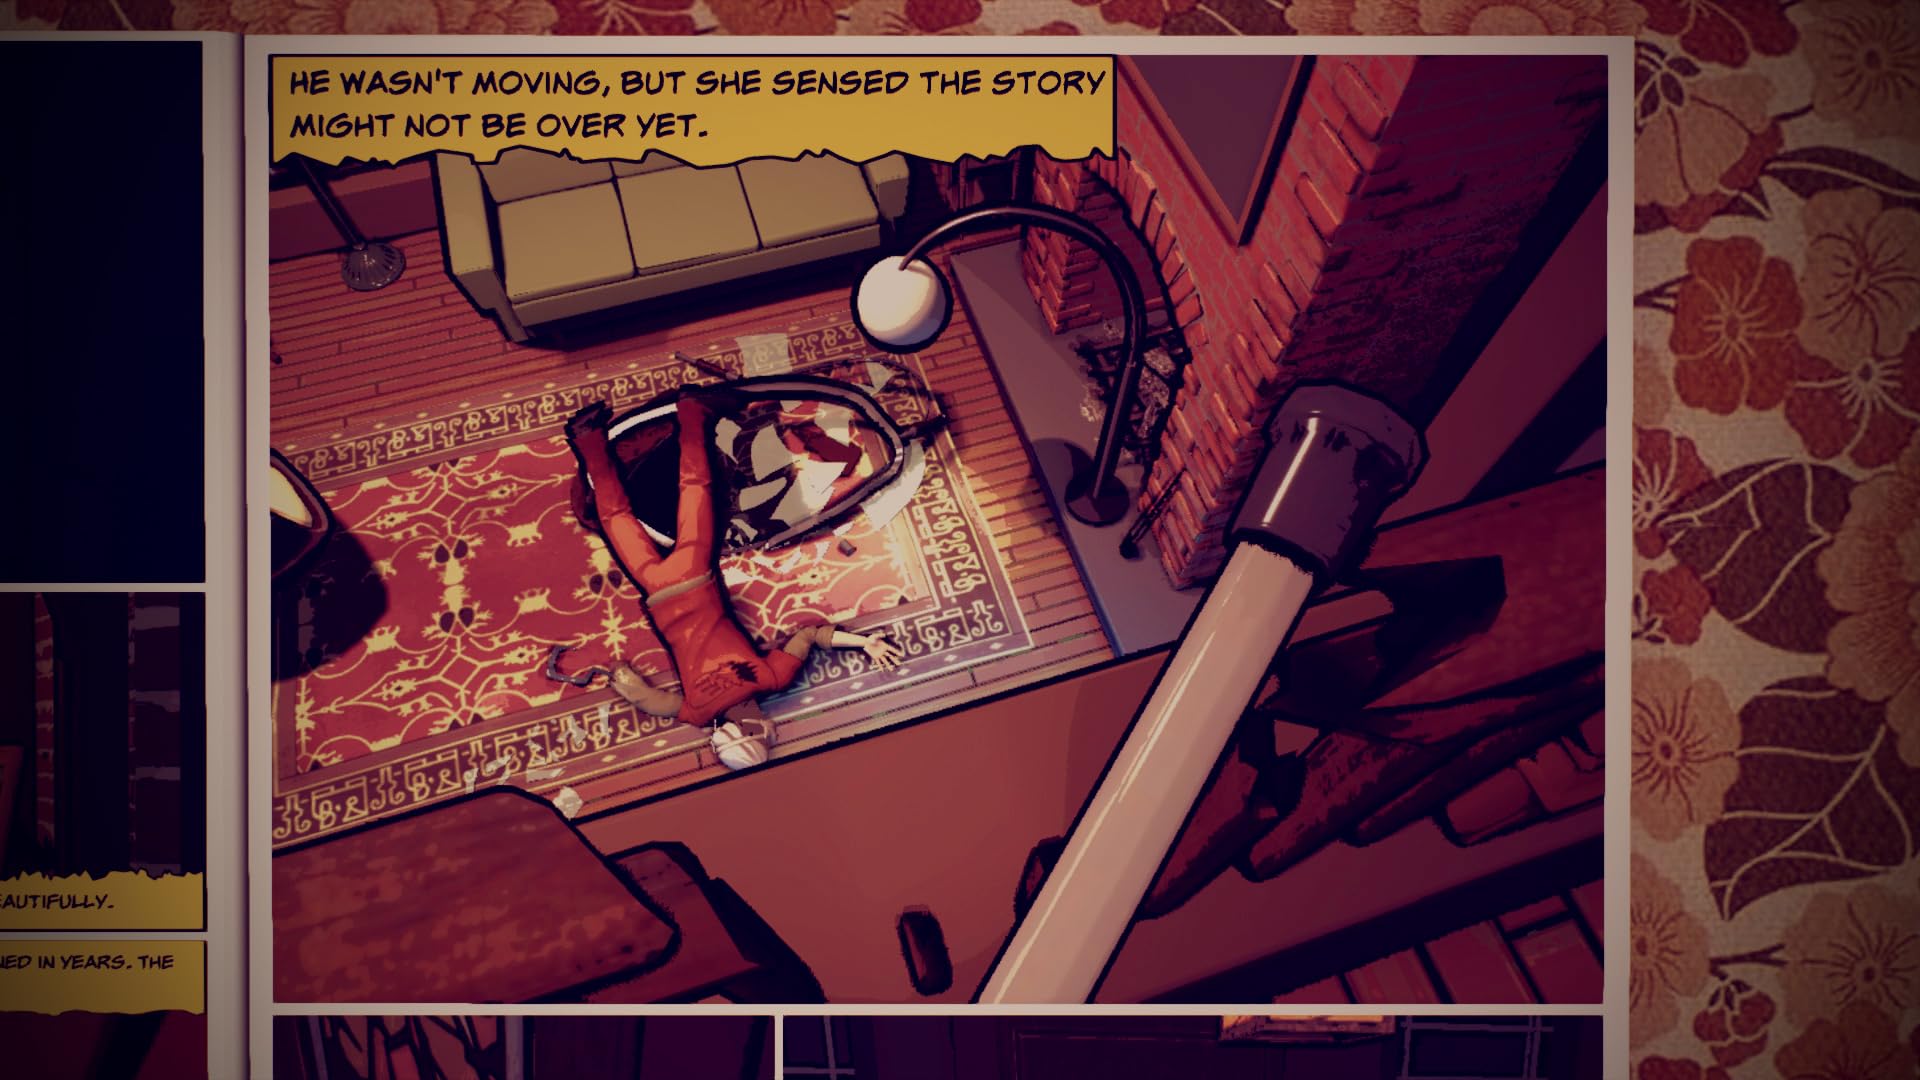 HE WASN'T MOVING, BUT SHE SENSED THE STORY
MIGHT NOT BE OVER YET.
EAUTIFULLY.
NED IN YEARS. THE